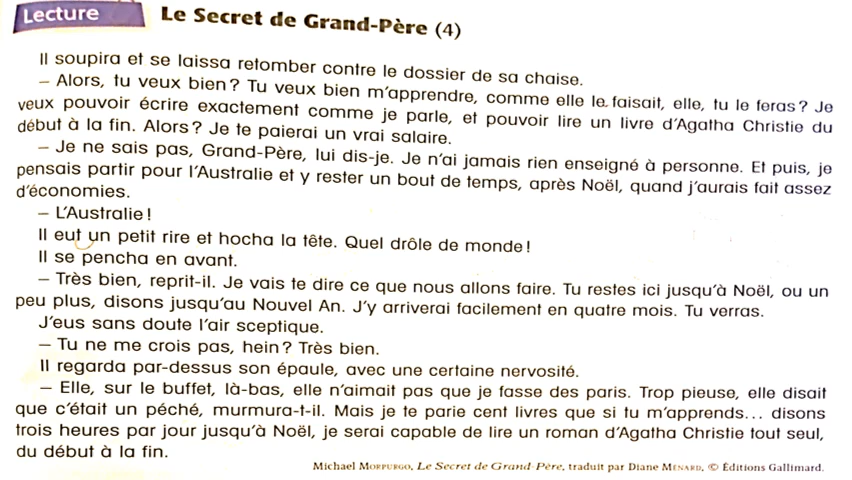 Lecture Le Secret de Grand-Père (4)
Il soupira et se laissa retomber contre le dossier de sa chaise.
– Alors, tu veux bien ? Tu veux bien m'apprendre, comme elle le faisait, elle, tu le feras ? Je
veux pouvoir écrire exactement comme je parle, et pouvoir lire un livre d'Agatha Christie du
début à la fin. Alors ? Je te paierai un vrai salaire.
– Je ne sais pas, Grand-Père, lui dis-je. Je n'ai jamais rien enseigné à personne. Et puis, je
pensais partir pour l'Australie et y rester un bout de temps, après Noël, quand j'aurais fait assez
d'économies.
– L'Australie !
Il eut un petit rire et hocha la tête. Quel drôle de monde !
Il se pencha en avant.
– Très bien, reprit-il. Je vais te dire ce que nous allons faire. Tu restes ici jusqu'à Noël, ou un
peu plus, disons jusqu'au Nouvel An. J'y arriverai facilement en quatre mois. Tu verras.
J'eus sans doute l'air sceptique.
– Tu ne me crois pas, hein ? Très bien.
Il regarda par-dessus son épaule, avec une certaine nervosité.
– Elle, sur le buffet, là-bas, elle n'aimait pas que je fasse des paris. Trop pieuse, elle disait
que c'était un péché, murmura-t-il. Mais je te parie cent livres que si tu m'apprends... disons
trois heures par jour jusqu'à Noël, je serai capable de lire un roman d'Agatha Christie tout seul,
du début à la fin.
Michael MORPURGO, Le Secret de Grand-Père, traduit par Diane MÉNARD, © Éditions Gallimard.